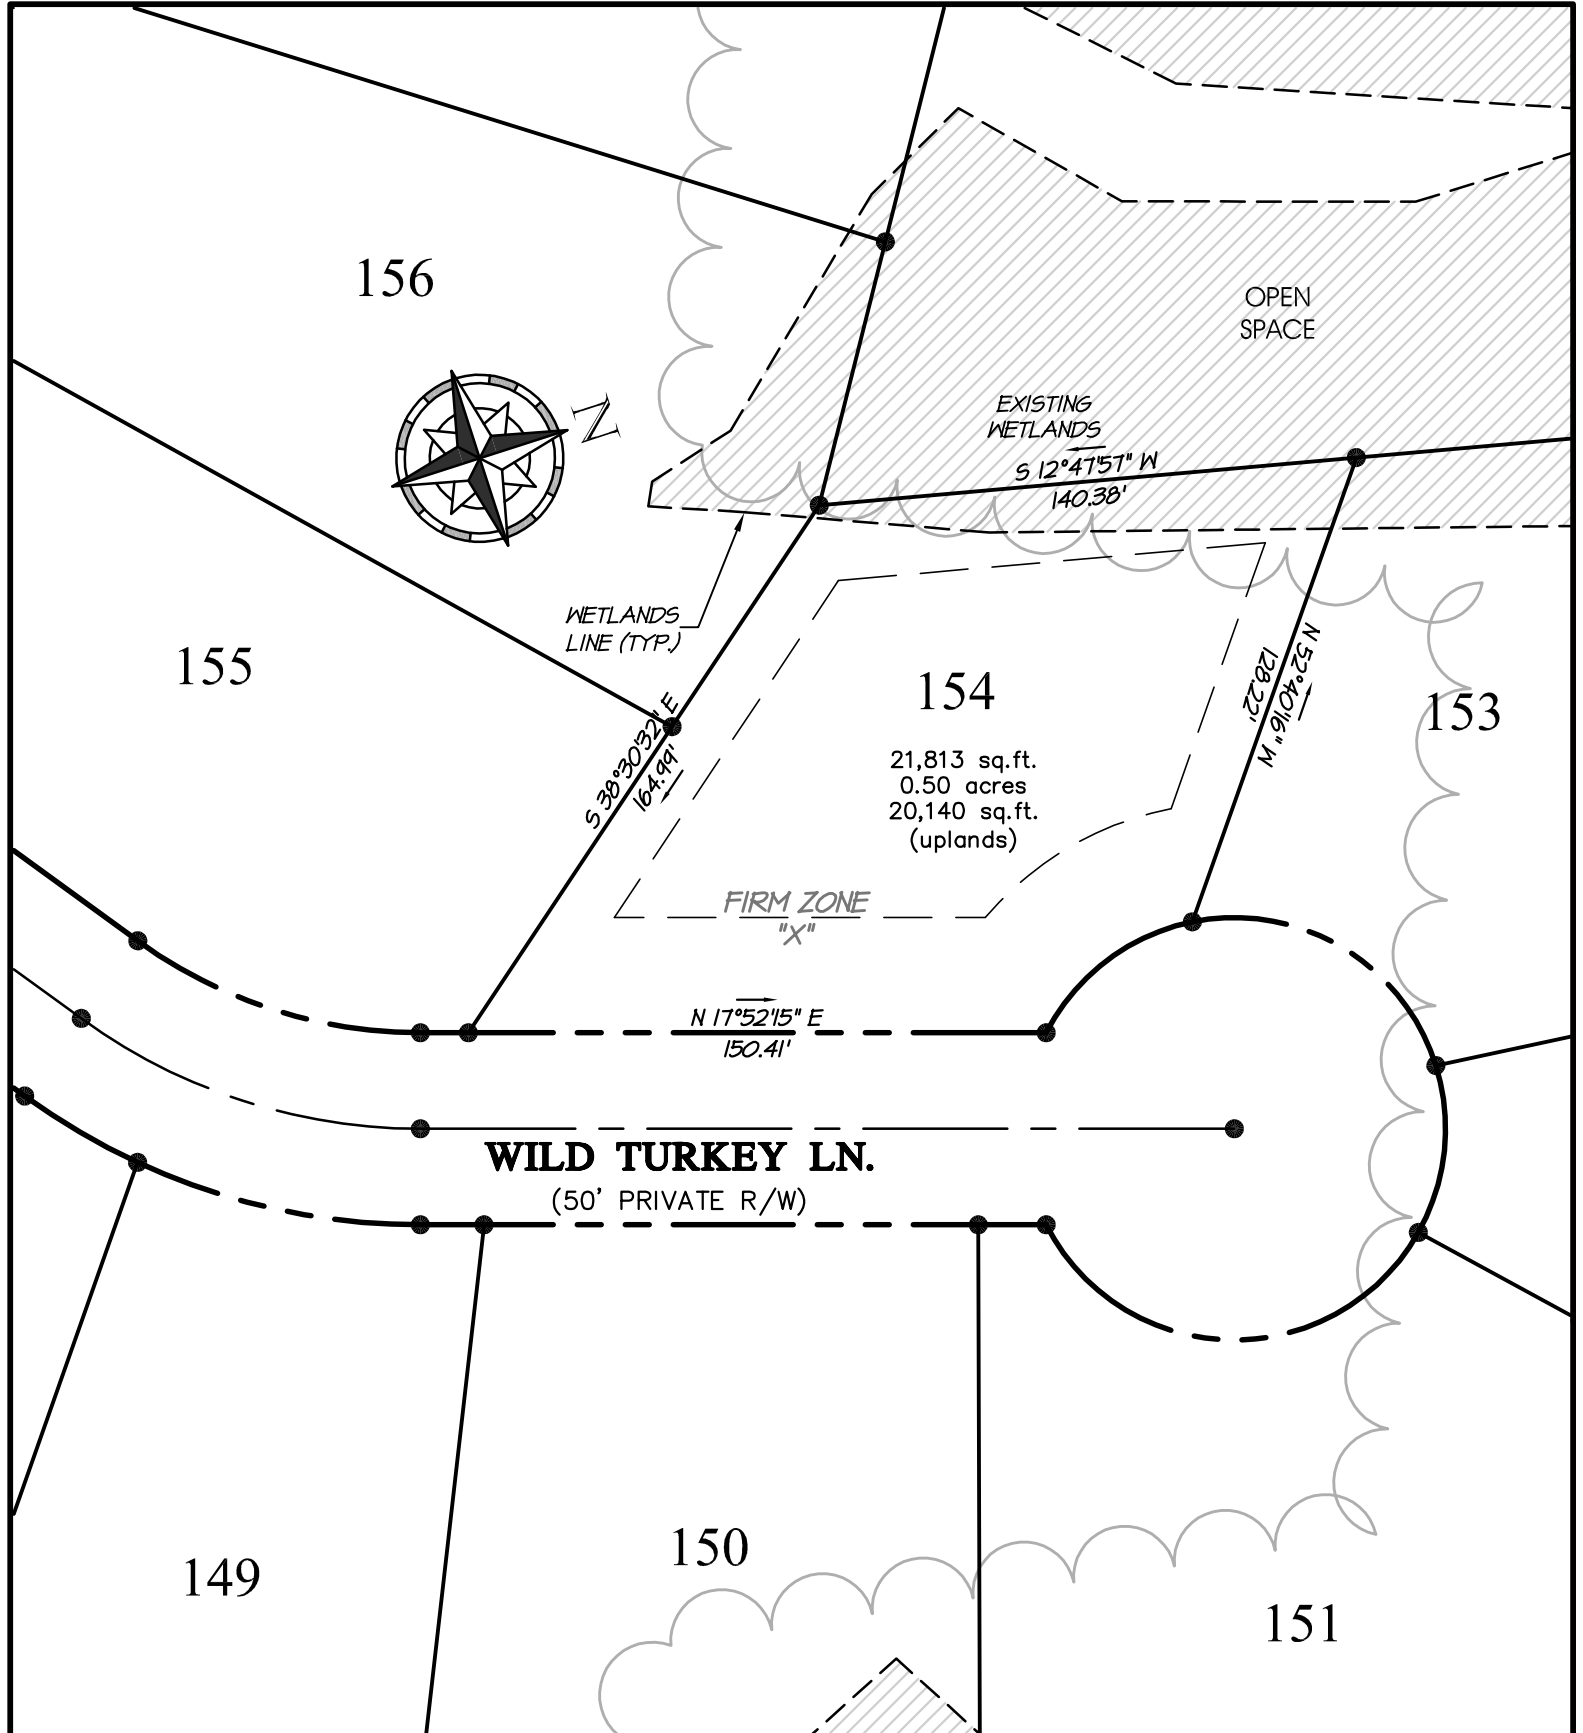 156
OPEN
SPACE
N
EXISTING
WETLANDS
S 12°47'57" W
140.38'
WETLANDS
LINE (TYP.)
155
154
21,813 sq.ft.
0.50 acres
20,140 sq.ft.
(uplands)
N 52°40'16" W
128.22'
153
S 38°30'32" E
164.99'
FIRM ZONE
"X"
N 17°52'15" E
150.41'
WILD TURKEY LN.
(50' PRIVATE R/W)
149
150
151